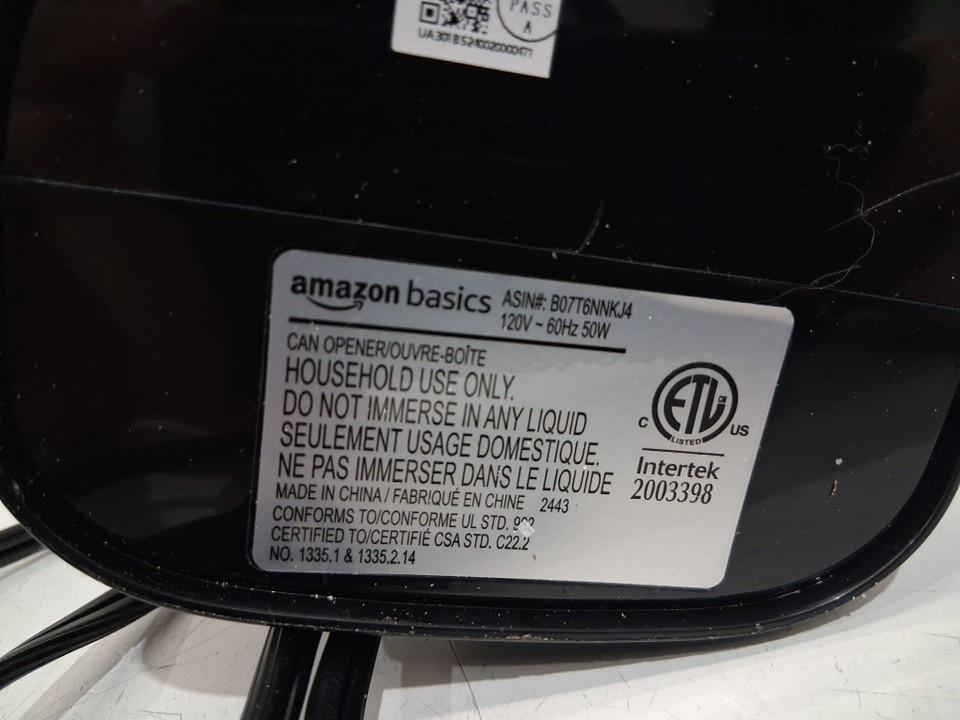 PASS
A
UA301B5240020000471
amazon basics
ASIN#: B07T6NNKJ4
120V ~ 60Hz 50W
CAN OPENER/OUVRE-BOÎTE
HOUSEHOLD USE ONLY.
DO NOT IMMERSE IN ANY LIQUID
SEULEMENT USAGE DOMESTIQUE.
NE PAS IMMERSER DANS LE LIQUIDE
MADE IN CHINA / FABRIQUÉ EN CHINE 2443
CONFORMS TO/CONFORME UL STD.
CERTIFIED TO/CERTIFIÉ CSA STD. C22.2
NO. 1335.1 & 1335.2.14
ETL CM
LISTED
C US
Intertek
2003398